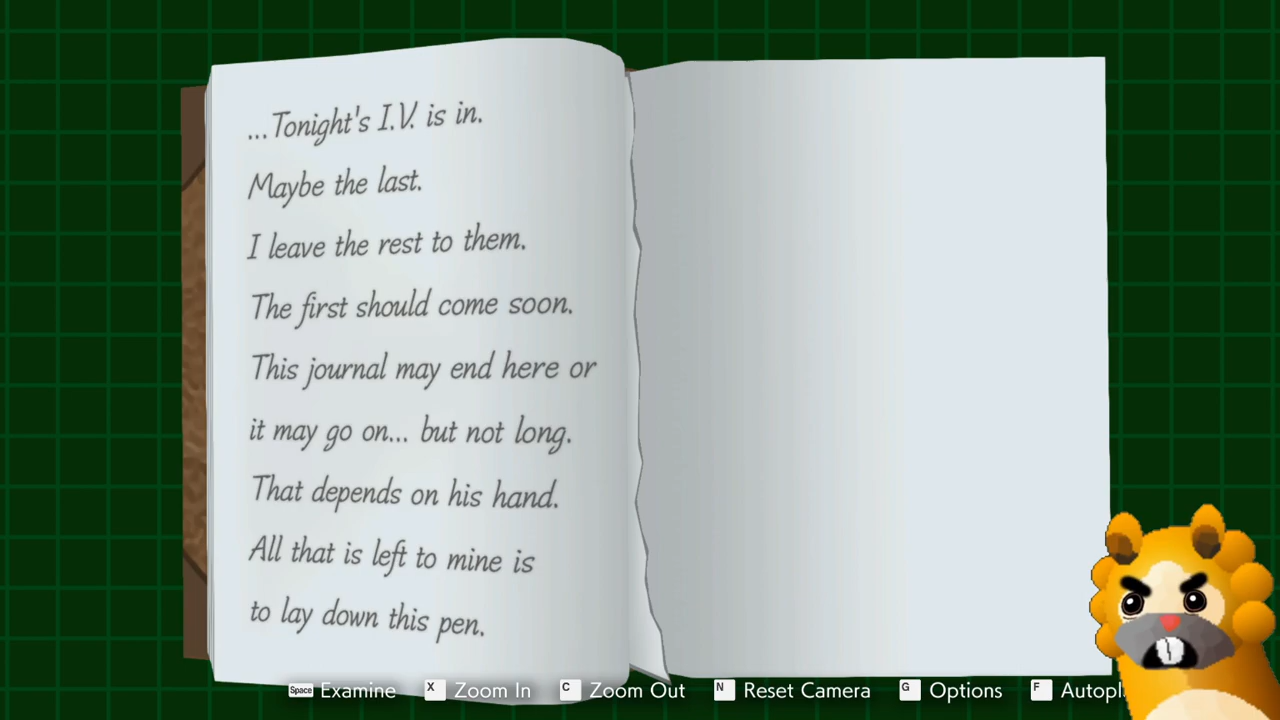 ...Tonight's I.V. is in.
Maybe the last.
I leave the rest to them.
The first should come soon.
This journal may end here or
it may go on... but not long.
That depends on his hand.
All that is left to mine is
to lay down this pen.
Space Examine X Zoom In C Zoom Out N Reset Camera G Options F Autopl